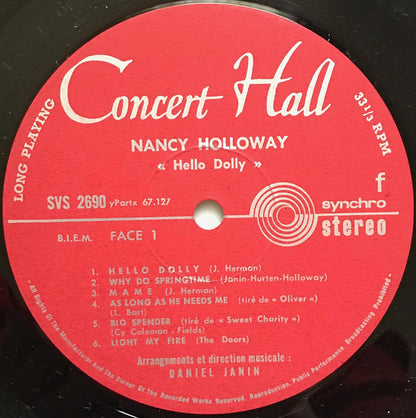 Concert Hall
LONG PLAYING
33 1/3 RPM
NANCY HOLLOWAY
« Hello Dolly »
SVS 2690 yPartx 67.127
f
synchro
stereo
B.I.E.M. FACE 1
1. HELLO DOLLY (J. Herman)
2. WHY DO SPRINGTIME (Janin-Hurten-Holloway)
3. MAME (J. Herman)
4. AS LONG AS HE NEEDS ME (tiré de « Oliver »)
(L. Bart)
5. BIG SPENDER (tiré de « Sweet Charity »)
(Cy Coleman - Fields)
6. LIGHT MY FIRE (The Doors)
Arrangements et direction musicale :
DANIEL JANIN
- All Rights Of The Manufacturer And The Owner Of The Recorded Works Reserved. Reproduction, Public Performance, Broadcasting Prohibited -